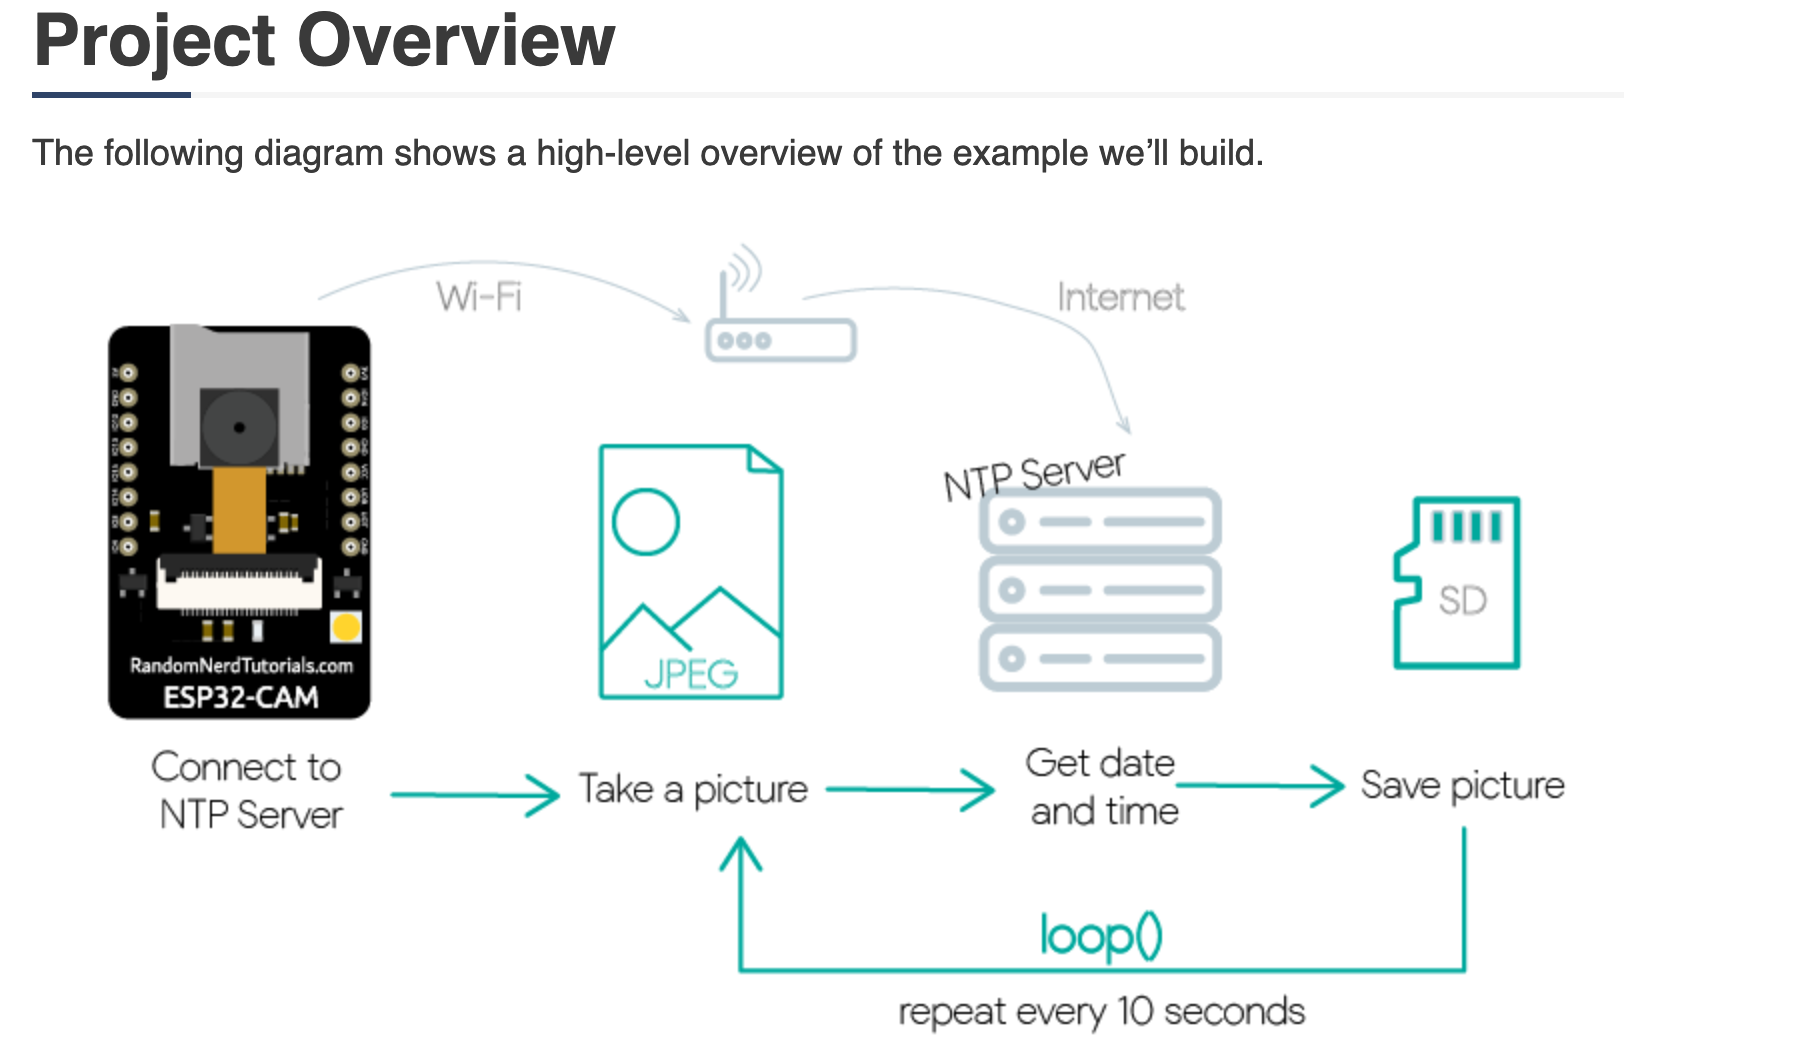 Project Overview
The following diagram shows a high-level overview of the example we’ll build.
Wi-Fi
Internet
NTP Server
JPEG
SD
RandomNerdTutorials.com
ESP32-CAM
Connect to
NTP Server
Take a picture
Get date
and time
Save picture
loop()
repeat every 10 seconds